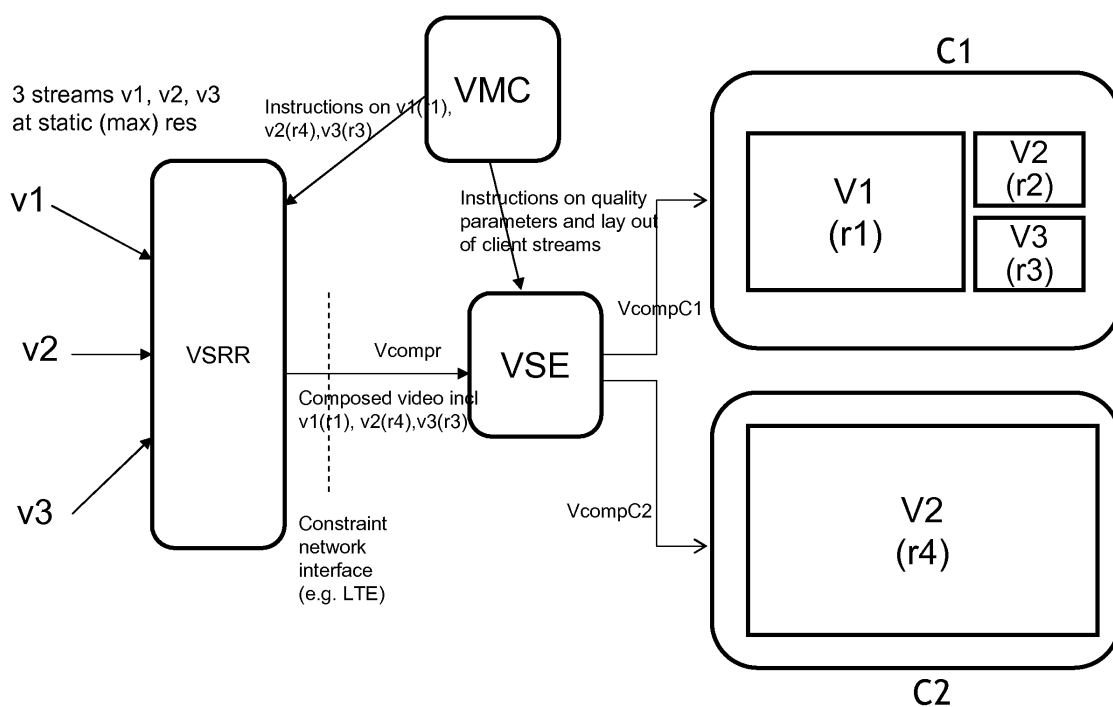 C1
VMC
3 streams v1, v2, v3
at static (max) res
Instructions on v1(r1),
v2(r4),v3(r3)
V1
(r1)
V2
(r2)
V3
(r3)
v1
Instructions on quality
parameters and lay out
of client streams
VcompC1
v2
VSRR
Vcompr
VSE
Composed video incl
v1(r1), v2(r4),v3(r3)
v3
VcompC2
V2
(r4)
Constraint
network
interface
(e.g. LTE)
C2